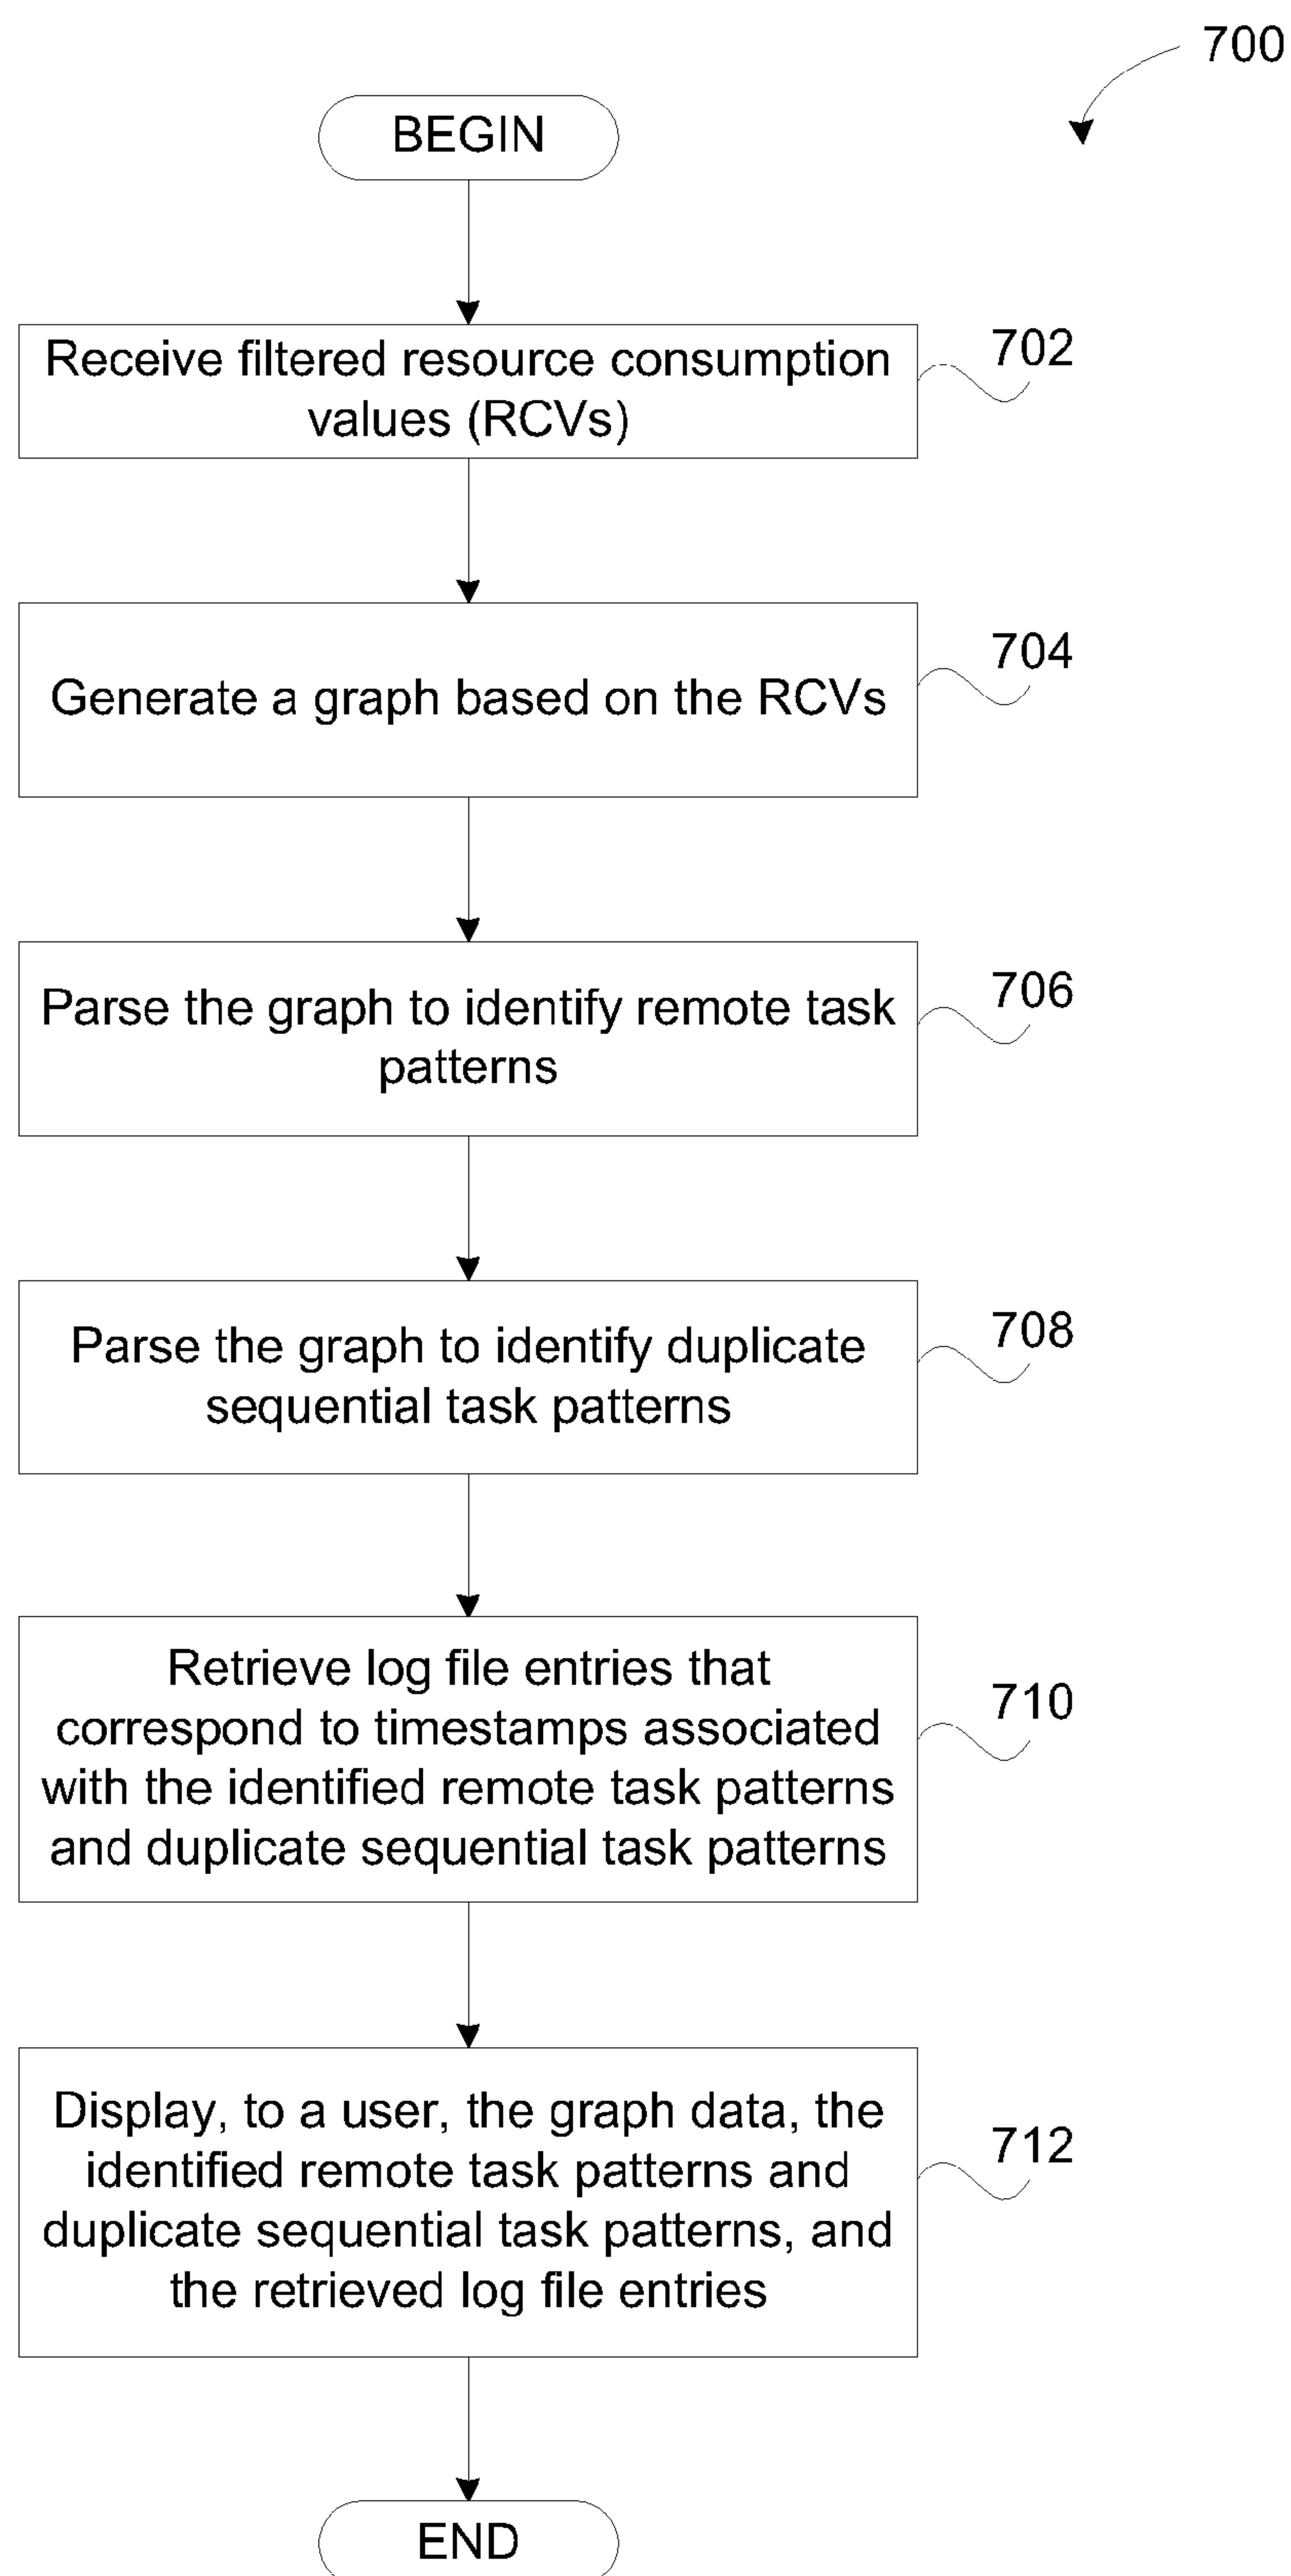 700
BEGIN
Receive filtered resource consumption
values (RCVs)
702
Generate a graph based on the RCVs
704
Parse the graph to identify remote task
patterns
706
Parse the graph to identify duplicate
sequential task patterns
708
Retrieve log file entries that
correspond to timestamps associated
with the identified remote task patterns
and duplicate sequential task patterns
710
Display, to a user, the graph data, the
identified remote task patterns and
duplicate sequential task patterns, and
the retrieved log file entries
712
END